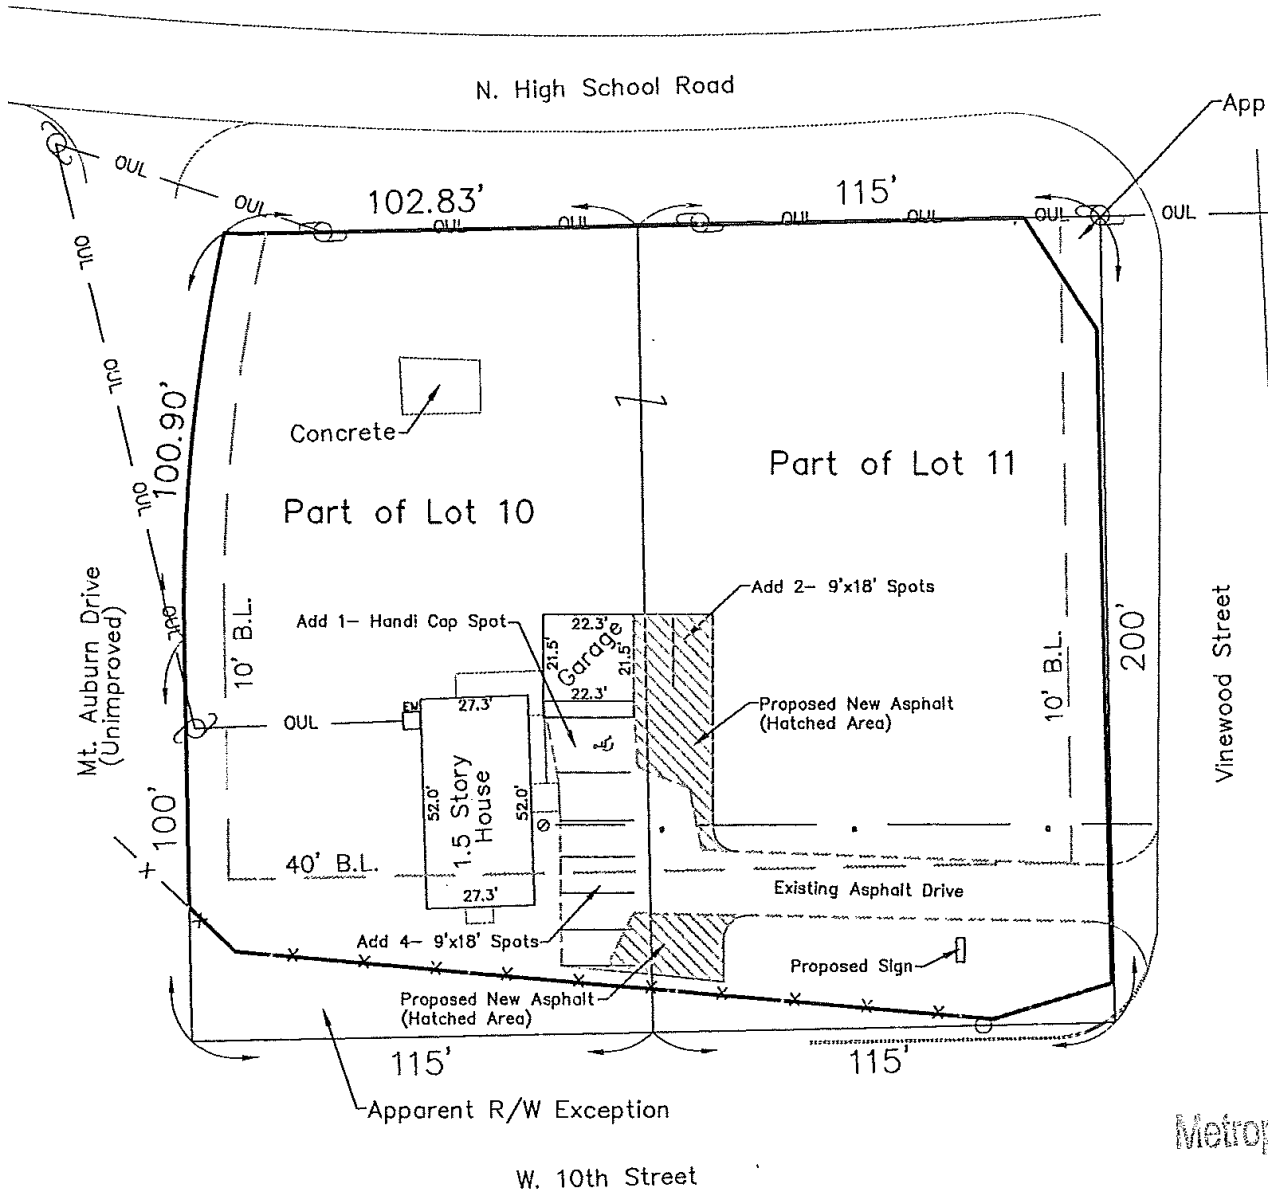 N. High School Road
App
OUL
OUL
102.83'
OUL
OUL
115'
OUL
OUL
OUL
OUL
OUL
OUL
100.90'
OUL
Concrete
Part of Lot 11
Part of Lot 10
Mt. Auburn Drive
(Unimproved)
OUL
10' B.L.
Add 2- 9'x18' Spots
Add 1- Handi Cap Spot
22.3'
21.5'
Garage
21.5'
22.3'
200'
Vinewood Street
10' B.L.
EM
OUL
27.3'
Proposed New Asphalt
(Hatched Area)
100'
52.0'
1.5 Story
House
52.0'
27.3'
40' B.L.
Existing Asphalt Drive
Add 4- 9'x18' Spots
Proposed Sign
Proposed New Asphalt
(Hatched Area)
115'
115'
Apparent R/W Exception
Metrop
W. 10th Street